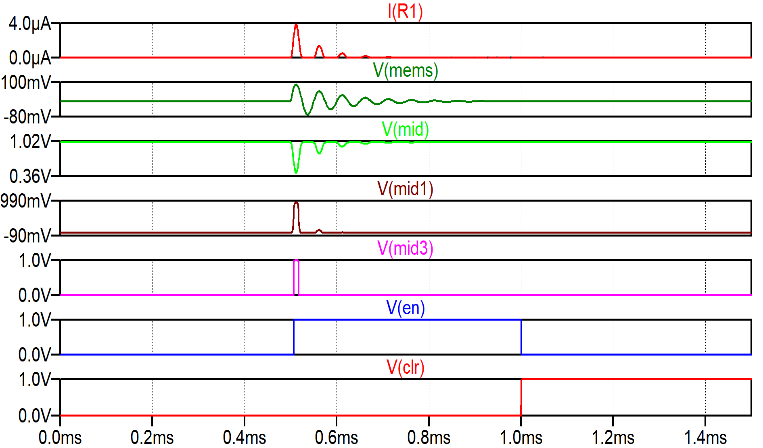 I(R1)
4.0µA
0.0µA
V(mems)
100mV
-80mV
V(mid)
1.02V
0.36V
V(mid1)
990mV
-90mV
V(mid3)
1.0V
0.0V
V(en)
1.0V
0.0V
V(clr)
1.0V
0.0V
0.0ms 0.2ms 0.4ms 0.6ms 0.8ms 1.0ms 1.2ms 1.4ms